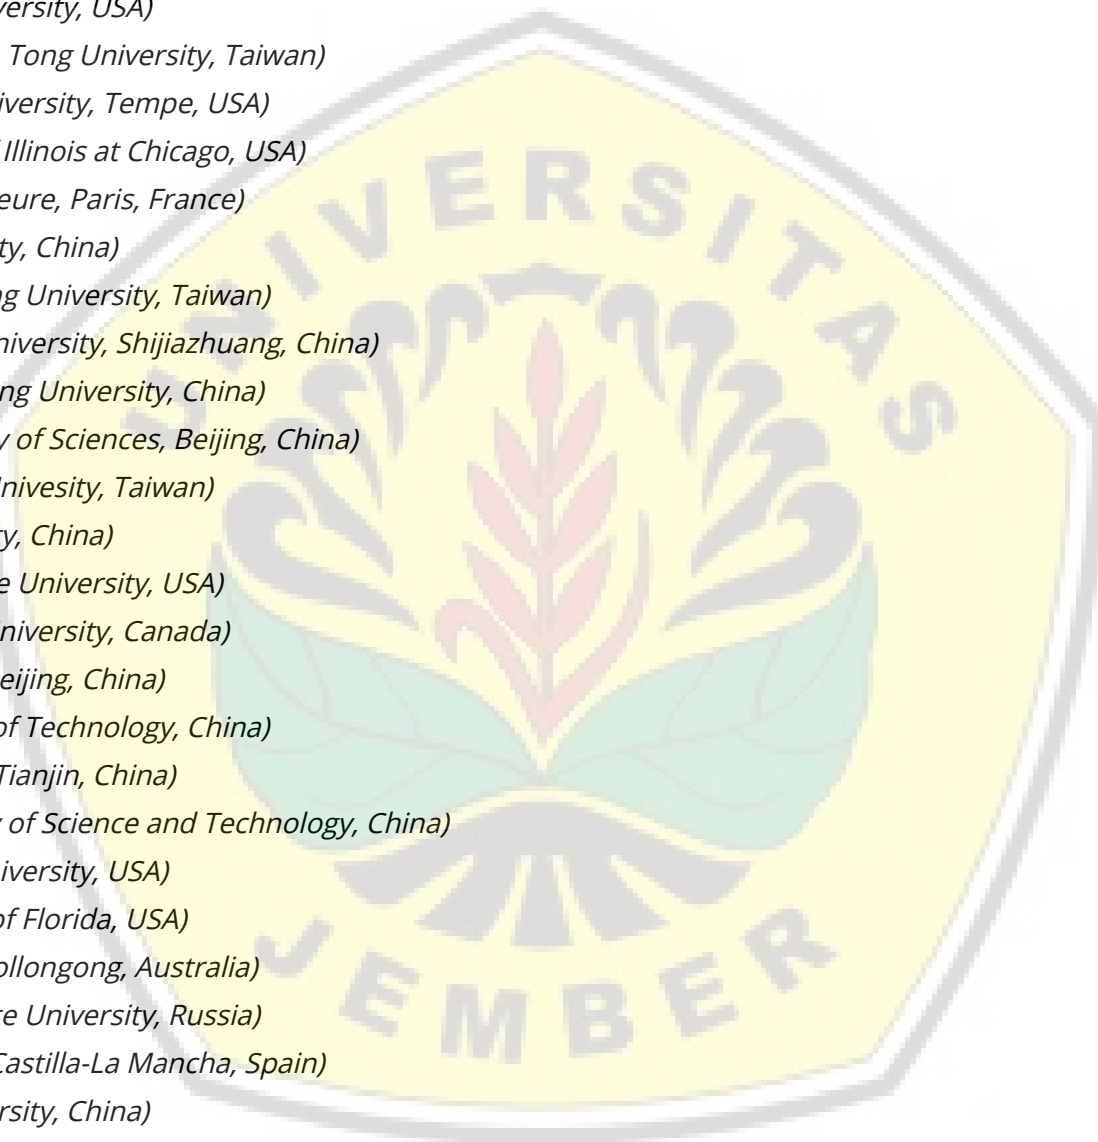 versity, USA)
Tong University, Taiwan)
iversity, Tempe, USA)
Illinois at Chicago, USA)
eure, Paris, France)
ty, China)
ng University, Taiwan)
niversity, Shijiazhuang, China)
ng University, China)
y of Sciences, Beijing, China)
nivesity, Taiwan)
y, China)
e University, USA)
niversity, Canada)
eijing, China)
of Technology, China)
Tianjin, China)
y of Science and Technology, China)
iversity, USA)
of Florida, USA)
ollongong, Australia)
te University, Russia)
Castilla-La Mancha, Spain)
rsity, China)
UNIVERSITAS
JEMBER